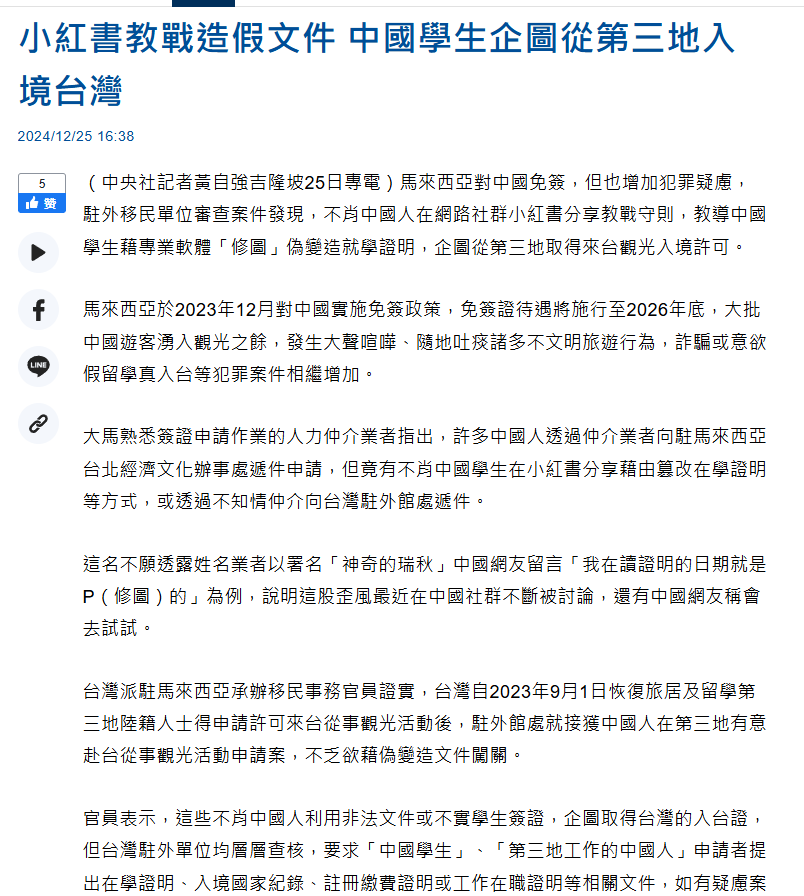 小紅書教戰造假文件 中國學生企圖從第三地入
境台灣
2024/12/25 16:38
5
赞
LINE
（中央社記者黃自強吉隆坡25日專電）馬來西亞對中國免簽，但也增加犯罪疑慮，
駐外移民單位審查案件發現，不肖中國人在網路社群小紅書分享教戰守則，教導中國
學生藉專業軟體「修圖」偽變造就學證明，企圖從第三地取得來台觀光入境許可。
馬來西亞於2023年12月對中國實施免簽政策，免簽證待遇將施行至2026年底，大批
中國遊客湧入觀光之餘，發生大聲喧嘩、隨地吐痰諸多不文明旅遊行為，詐騙或意欲
假留學真入台等犯罪案件相繼增加。
大馬熟悉簽證申請作業的人力仲介業者指出，許多中國人透過仲介業者向駐馬來西亞
台北經濟文化辦事處遞件申請，但竟有不肖中國學生在小紅書分享藉由篡改在學證明
等方式，或透過不知情仲介向台灣駐外館處遞件。
這名不願透露姓名業者以署名「神奇的瑞秋」中國網友留言「我在讀證明的日期就是
P（修圖）的」為例，說明這股歪風最近在中國社群不斷被討論，還有中國網友稱會
去試試。
台灣派駐馬來西亞承辦移民事務官員證實，台灣自2023年9月1日恢復旅居及留學第
三地陸籍人士得申請許可來台從事觀光活動後，駐外館處就接獲中國人在第三地有意
赴台從事觀光活動申請案，不乏欲藉偽變造文件闖關。
官員表示，這些不肖中國人利用非法文件或不實學生簽證，企圖取得台灣的入台證，
但台灣駐外單位均層層查核，要求「中國學生」、「第三地工作的中國人」申請者提
出在學證明、入境國家紀錄、註冊繳費證明或工作在職證明等相關文件，如有疑慮案